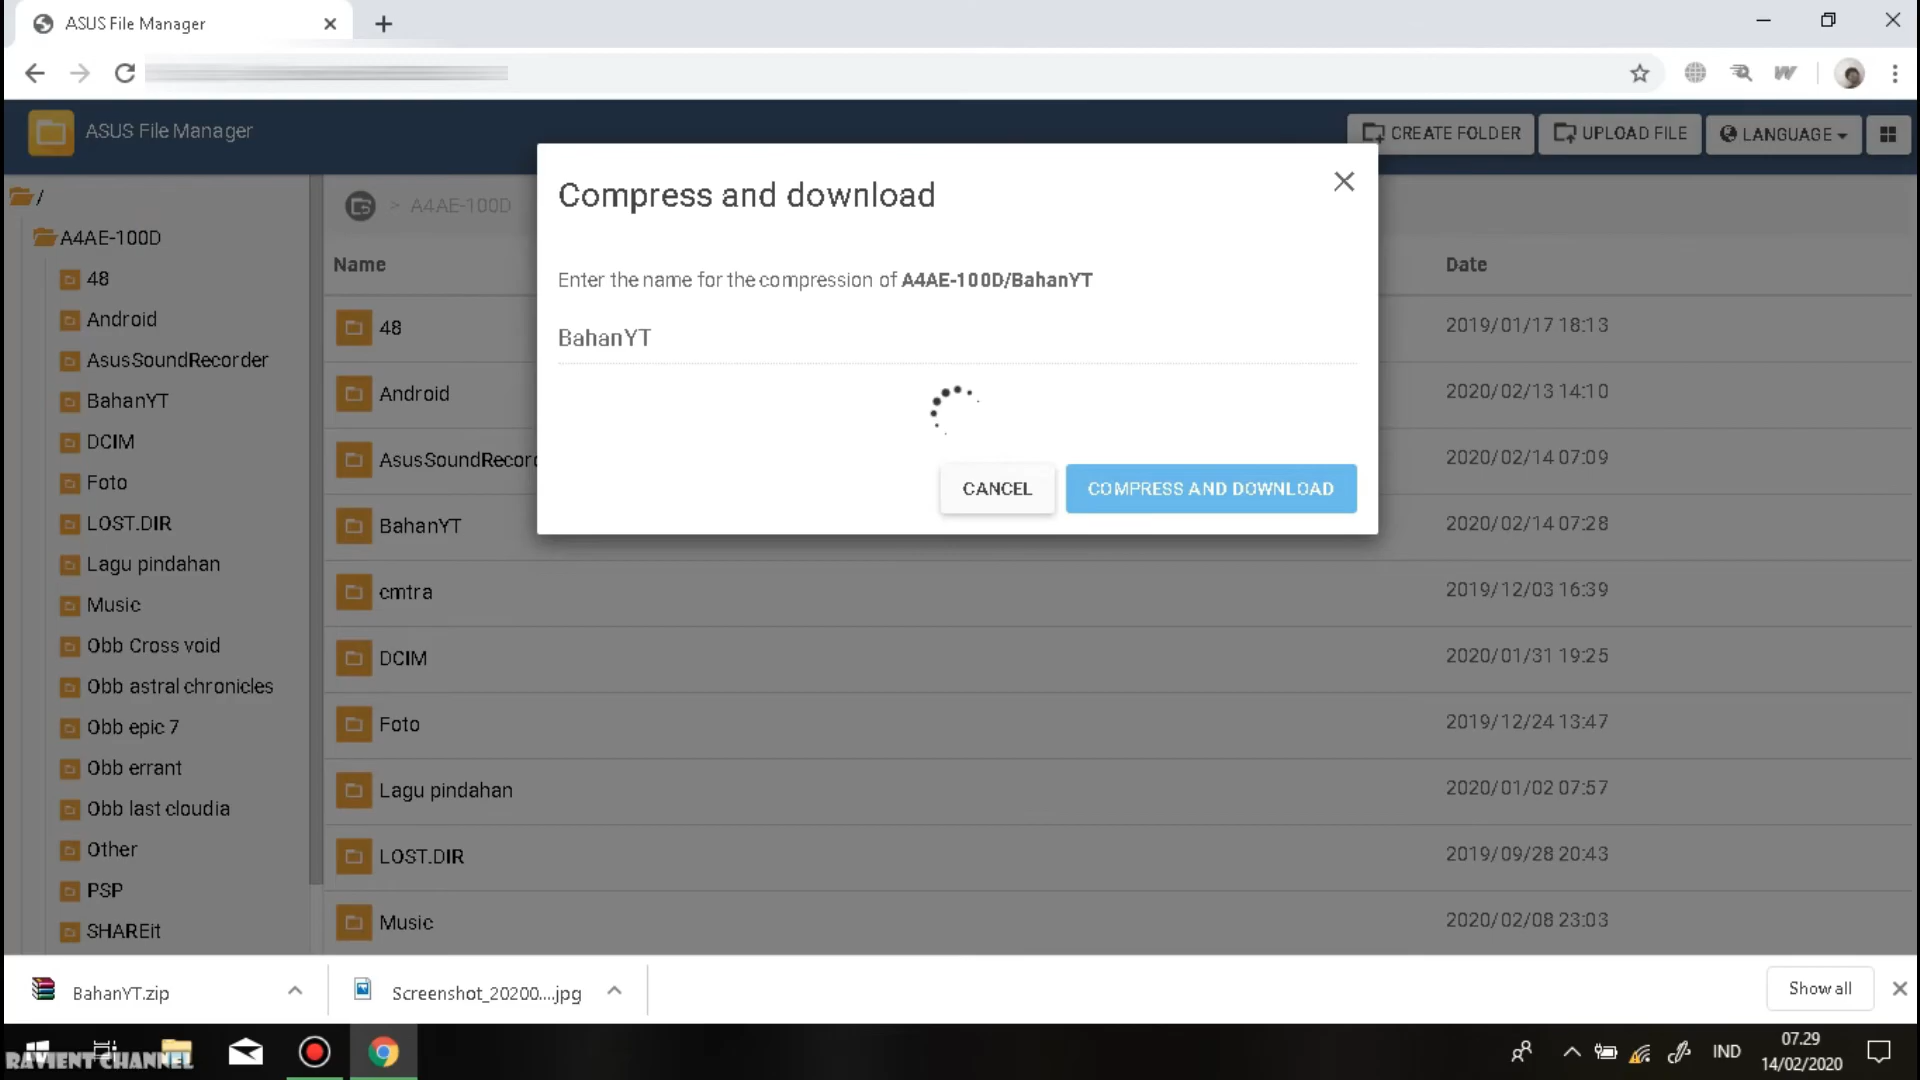 ASUS File Manager
ASUS File Manager
CREATE FOLDER
UPLOAD FILE
LANGUAGE
/
A4AE-100D
48
Android
AsusSoundRecorder
BahanYT
DCIM
Foto
LOST.DIR
Lagu pindahan
Music
Obb Cross void
Obb astral chronicles
Obb epic 7
Obb errant
Obb last cloudia
Other
PSP
SHAREit
> A4AE-100D
Name
Date
48
2019/01/17 18:13
Android
2020/02/13 14:10
AsusSoundRecor
2020/02/14 07:09
BahanYT
2020/02/14 07:28
cmtra
2019/12/03 16:39
DCIM
2020/01/31 19:25
Foto
2019/12/24 13:47
Lagu pindahan
2020/01/02 07:57
LOST.DIR
2019/09/28 20:43
Music
2020/02/08 23:03
Compress and download
Enter the name for the compression of A4AE-100D/BahanYT
BahanYT
CANCEL
COMPRESS AND DOWNLOAD
BahanYT.zip
Screenshot_20200....jpg
Show all
RAVIENT CHANNEL
IND
07.29
14/02/2020